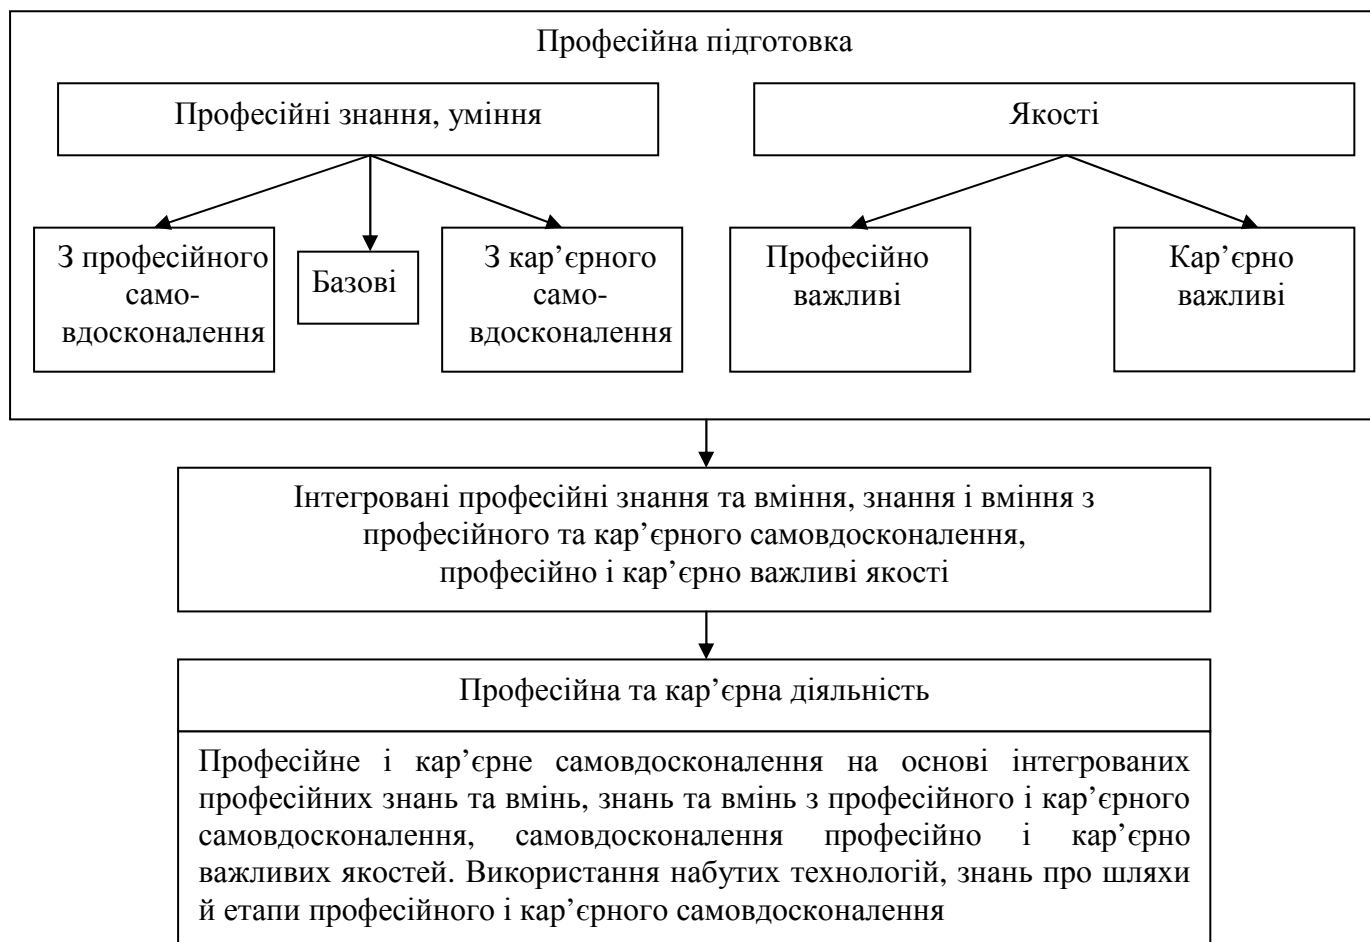 Професійна підготовка
Професійні знання, уміння
Якості
З професійного
само-
вдосконалення
Базові
З кар’єрного
само-
вдосконалення
Професійно
важливі
Кар’єрно
важливі
Інтегровані професійні знання та вміння, знання і вміння з
професійного та кар’єрного самовдосконалення,
професійно і кар’єрно важливі якості
Професійна та кар’єрна діяльність
Професійне і кар’єрне самовдосконалення на основі інтегрованих
професійних знань та вмінь, знань та вмінь з професійного і кар’єрного
самовдосконалення, самовдосконалення професійно і кар’єрно
важливих якостей. Використання набутих технологій, знань про шляхи
й етапи професійного і кар’єрного самовдосконалення